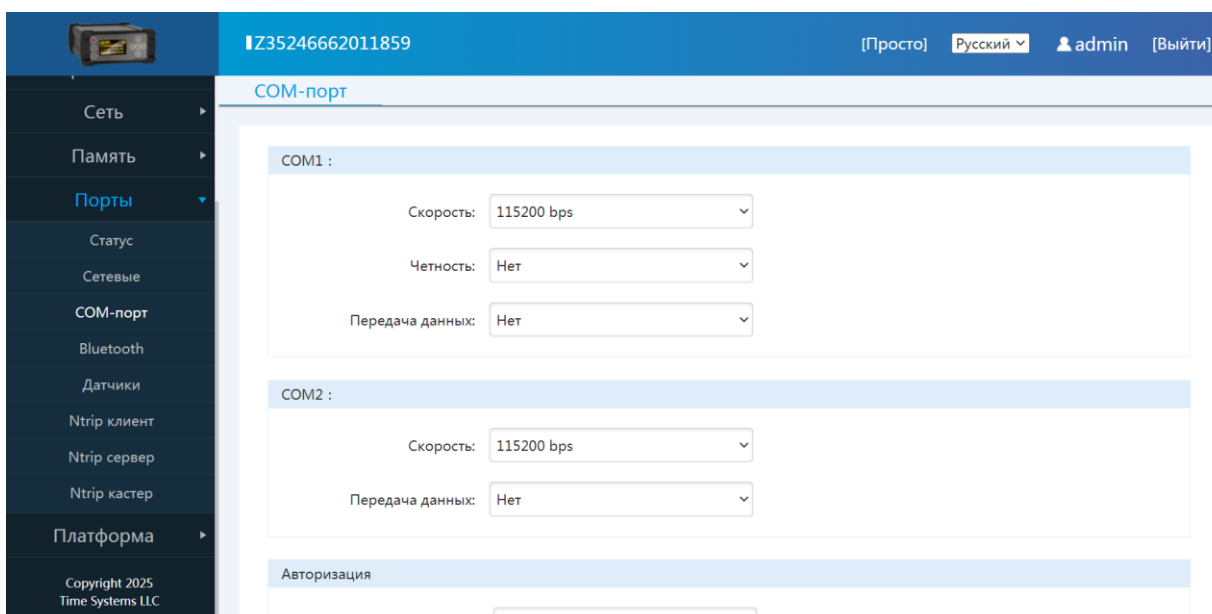 Z35246662011859
[Просто] Русский admin [Выйти]
COM-порт
Сеть
Память
Порты
Статус
Сетевые
COM-порт
Bluetooth
Датчики
Ntrip клиент
Ntrip сервер
Ntrip кастер
Платформа
Copyright 2025
Time Systems LLC
COM1 :
Скорость: 115200 bps
Четность: Нет
Передача данных: Нет
COM2 :
Скорость: 115200 bps
Передача данных: Нет
Авторизация